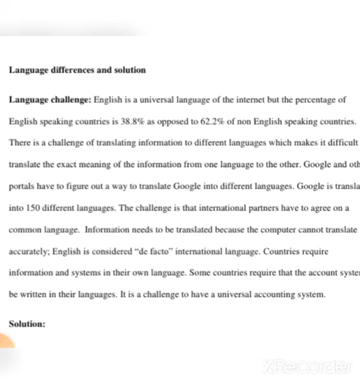 Language differences and solution
Language challenge: English is a universal language of the internet but the percentage of
English speaking countries is 38.8% as opposed to 62.2% of non English speaking countries.
There is a challenge of translating information to different languages which makes it difficult
translate the exact meaning of the information from one language to the other. Google and oth
portals have to figure out a way to translate Google into different languages. Google is transla
into 150 different languages. The challenge is that international partners have to agree on a
common language. Information needs to be translated because the computer cannot translate
accurately; English is considered “de facto” international language. Countries require
information and systems in their own language. Some countries require that the account syste
be written in their languages. It is a challenge to have a universal accounting system.
Solution:
XRecorder